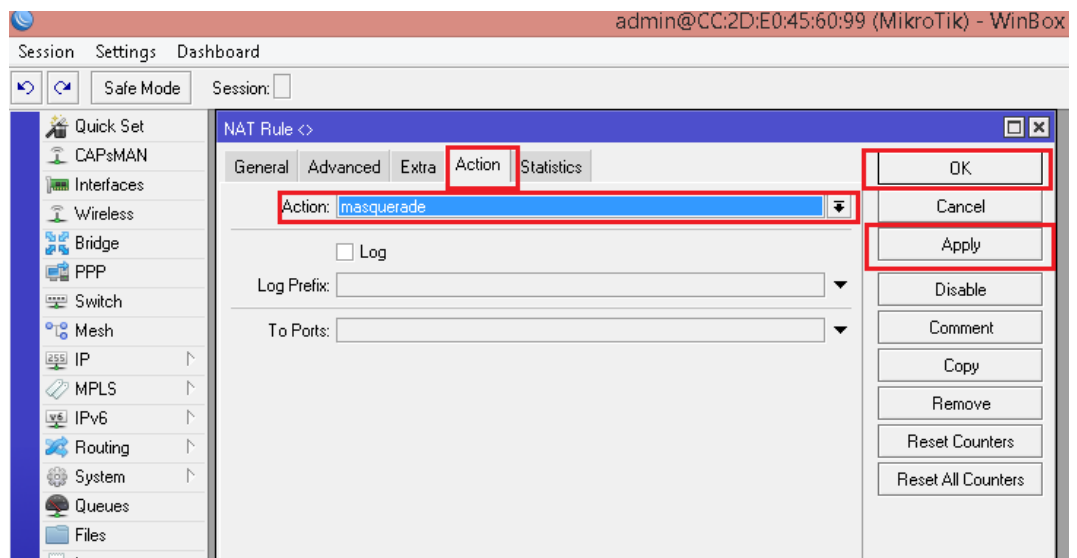 admin@CC:2D:E0:45:60:99 (MikroTik) - WinBox
Session Settings Dashboard
Safe Mode Session:
Quick Set
CAPsMAN
Interfaces
Wireless
Bridge
PPP
Switch
Mesh
255 IP
MPLS
v6 IPv6
Routing
System
Queues
Files
NAT Rule <>
General Advanced Extra Action Statistics
Action: masquerade
Log
Log Prefix:
To Ports:
OK
Cancel
Apply
Disable
Comment
Copy
Remove
Reset Counters
Reset All Counters